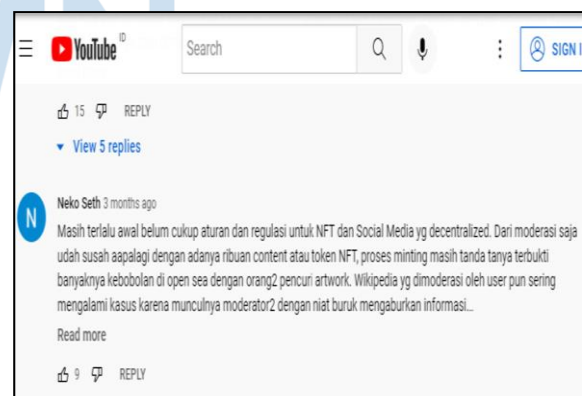 YouTube ID
Search
SIGN I
15 REPLY
View 5 replies
N
Neko Seth 3 months ago
Masih terlalu awal belum cukup aturan dan regulasi untuk NFT dan Social Media yg decentralized. Dari moderasi saja
udah susah aapalagi dengan adanya ribuan content atau token NFT, proses minting masih tanda tanya terbukti
banyaknya kebobolan di open sea dengan orang2 pencuri artwork. Wikipedia yg dimoderasi oleh user pun sering
mengalami kasus karena munculnya moderator2 dengan niat buruk mengaburkan informasi...
Read more
9 REPLY